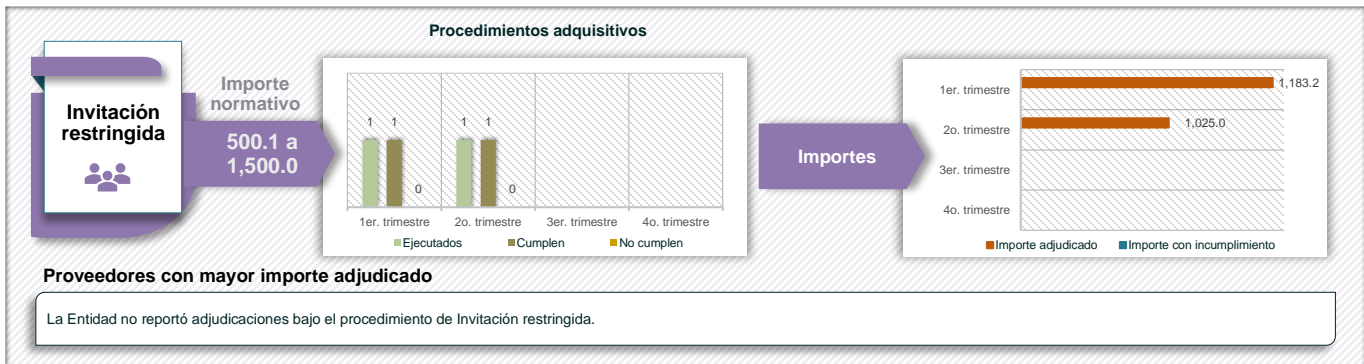 Procedimientos adquisitivos
Invitación
restringida
Importe
normativo
500.1 a
1,500.0
1
1
0
1
1
0
1er. trimestre
2o. trimestre
3er. trimestre
4o. trimestre
Ejecutados
Cumplen
No cumplen
Importes
1er. trimestre
1,183.2
2o. trimestre
1,025.0
3er. trimestre
4o. trimestre
Importe adjudicado
Importe con incumplimiento
Proveedores con mayor importe adjudicado
La Entidad no reportó adjudicaciones bajo el procedimiento de Invitación restringida.